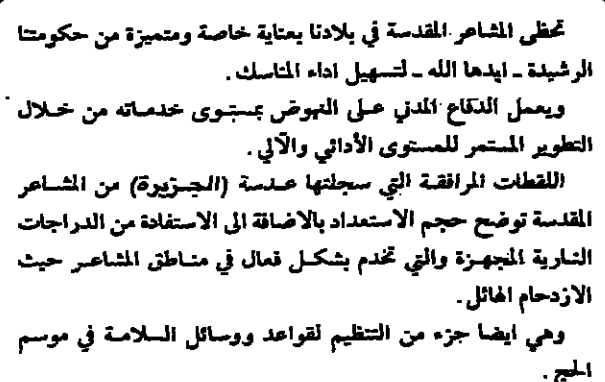 تحظى المشاعر المقدسة في بلادنا بعناية خاصة ومتميزة من حكومتنا
الرشيدة ـ ايدها الله ـ لتسهيل اداء المناسك .
ويعمل الدفاع المدني على النهوض بمستوى خدماته من خلال
التطوير المستمر للمستوى الأدائي والآلي .
اللقطات المرافقة التي سجلتها عدسة (الجزيرة) من المشاعر
المقدسة توضح حجم الاستعداد بالاضافة الى الاستفادة من الدراجات
النارية المجهزة والتي تخدم بشكل فعال في مناطق المشاعر حيث
الازدحام الهائل .
وهي ايضا جزء من التنظيم لقواعد ووسائل السلامة في موسم
الحج .